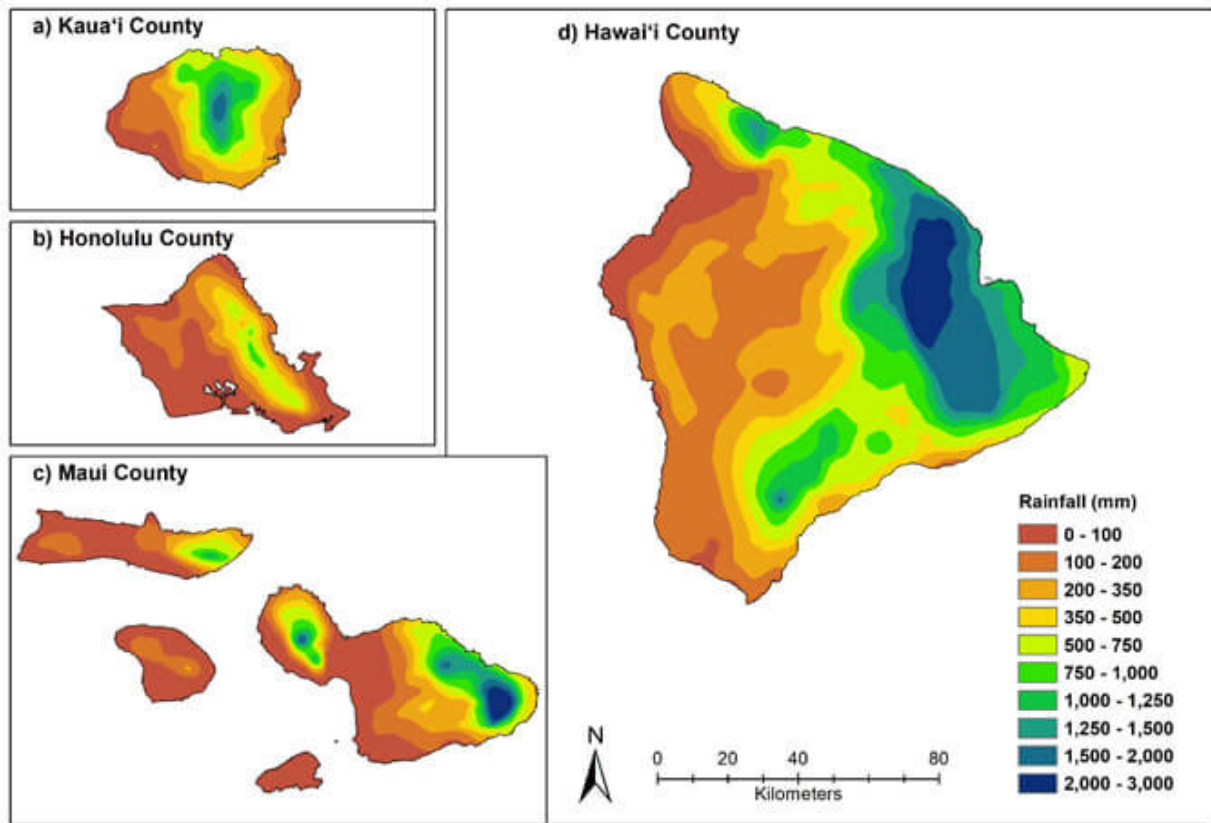 a) Kauaʻi County
b) Honolulu County
c) Maui County
d) Hawaiʻi County
Rainfall (mm)
0 - 100
100 - 200
200 - 350
350 - 500
500 - 750
750 - 1,000
1,000 - 1,250
1,250 - 1,500
1,500 - 2,000
2,000 - 3,000
N
0 20 40 80
Kilometers